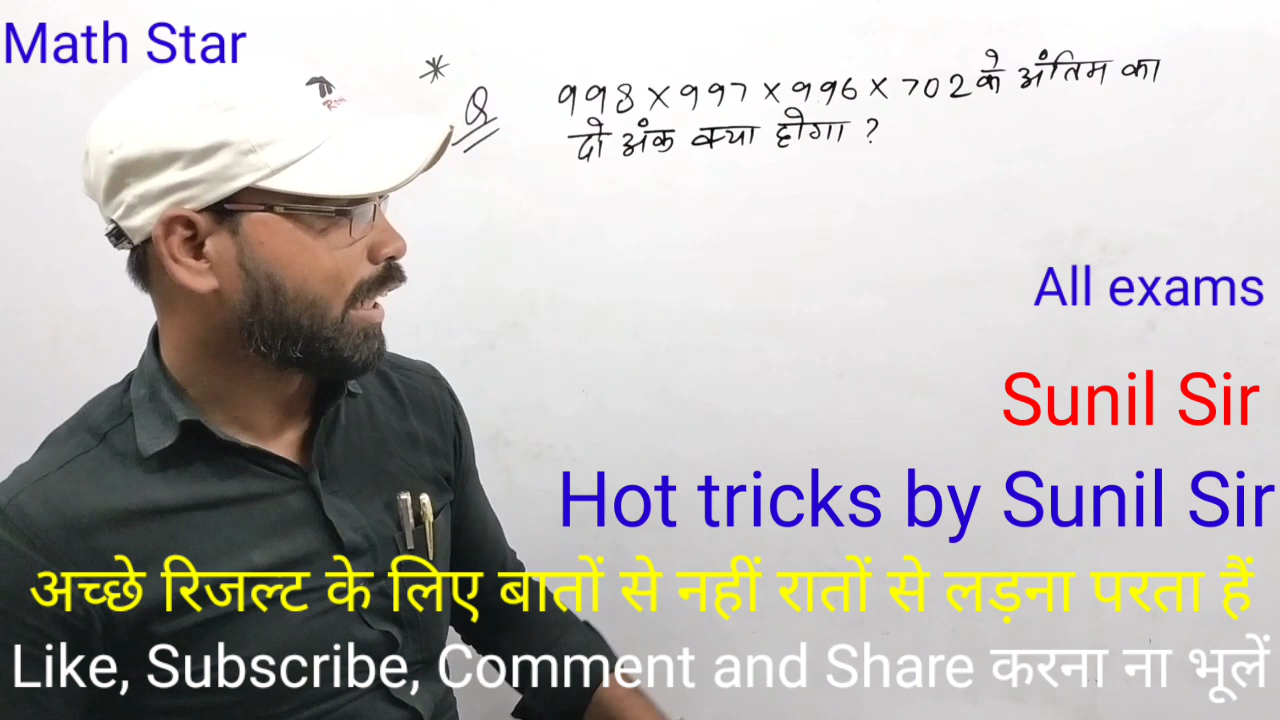 Math Star
* Q 998 × 997 × 996 × 702 के अंतिम का
दो अंक क्या होगा ?
All exams
Sunil Sir
Hot tricks by Sunil Sir
अच्छे रिजल्ट के लिए बातों से नहीं रातों से लड़ना परता हैं
Like, Subscribe, Comment and Share करना ना भूलें